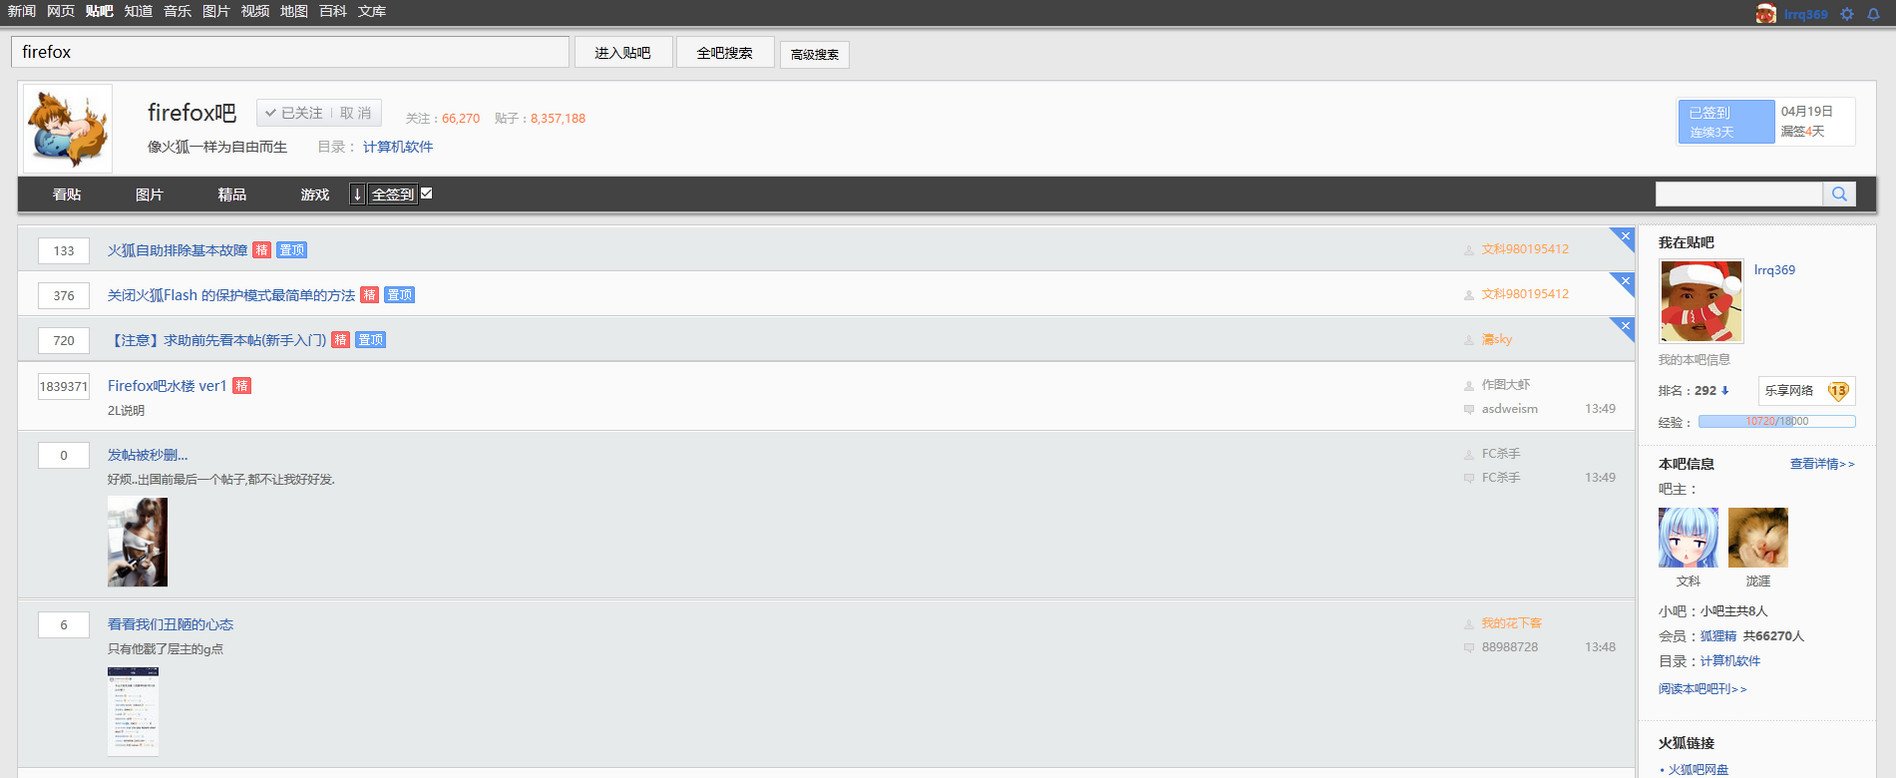 新闻 网页 贴吧 知道 音乐 图片 视频 地图 百科 文库 lrrq369
firefox 进入贴吧 全吧搜索 高级搜索
firefox吧 已关注 取消 关注：66,270 贴子：8,357,188
像火狐一样为自由而生 目录： 计算机软件
已签到 04月19日
连续3天 漏签4天
看贴 图片 精品 游戏 ↓ 全签到
133 火狐自助排除基本故障 精 置顶 文科980195412
376 关闭火狐Flash 的保护模式最简单的方法 精 置顶 文科980195412
720 【注意】求助前先看本帖(新手入门) 精 置顶 sky
1839371 Firefox吧水楼 ver1 精 作图大虾
2L说明 asdweism 13:49
0 发帖被秒删... FC杀手
好烦..出国前最后一个帖子,都不让我好好发. FC杀手 13:49
6 看看我们丑陋的心态 我的花下客
只有他戳了层主的g点 88988728 13:48
我在贴吧
lrrq369
我的本吧信息
排名：292 乐享网络 13
经验： 10720/18000
本吧信息 查看详情>>
吧主：
文科 泷涯
小吧：小吧主共8人
会员：狐狸精 共66270人
目录：计算机软件
阅读本吧吧刊>>
火狐链接
• 火狐吧网盘